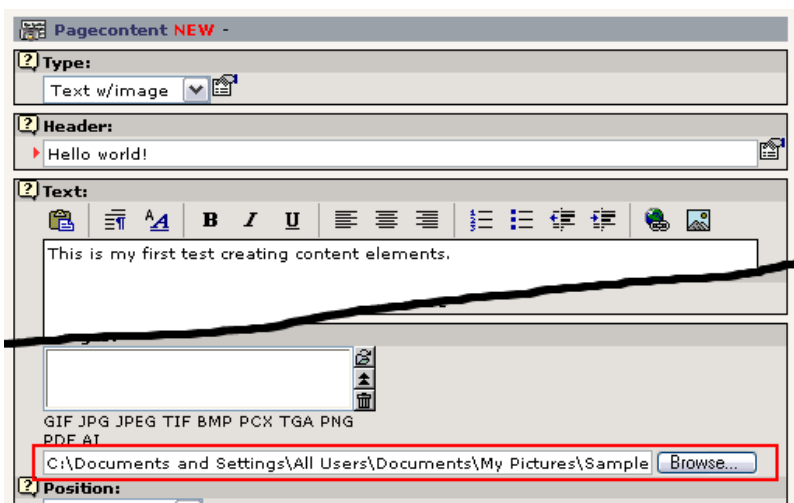 Pagecontent NEW -
Type:
Text w/image
Header:
Hello world!
Text:
B I U
This is my first test creating content elements.
GIF JPG JPEG TIF BMP PCX TGA PNG
PDF AI
C:\Documents and Settings\All Users\Documents\My Pictures\Sample Browse...
Position: